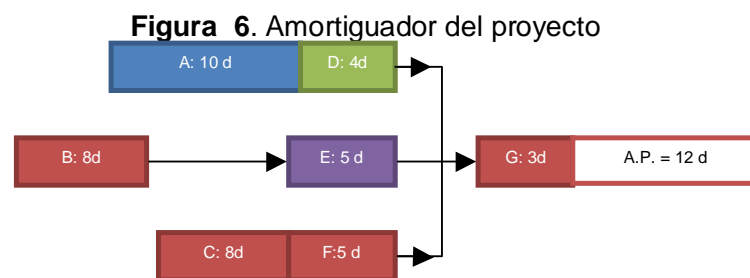 Figura 6. Amortiguador del proyecto
A: 10 d
D: 4d
B: 8d
E: 5 d
G: 3d
A.P. = 12 d
C: 8d
F:5 d